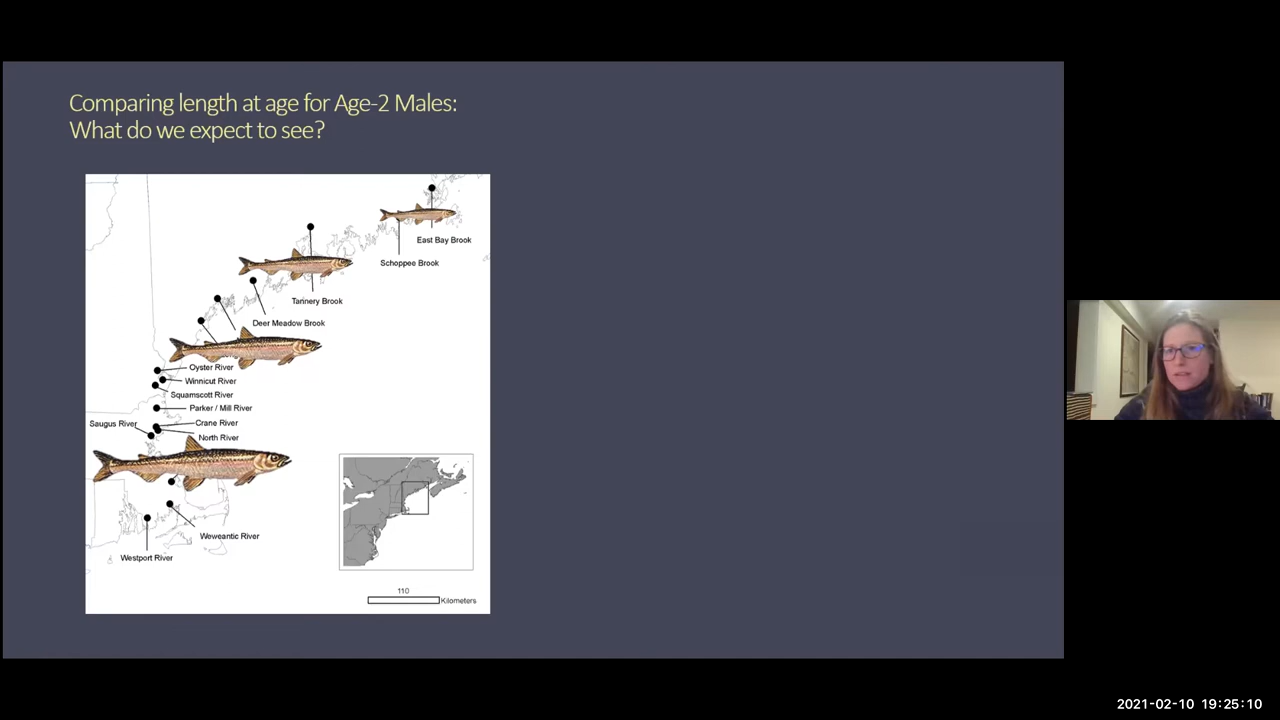 Comparing length at age for Age-2 Males:
What do we expect to see?
East Bay Brook
Schoppee Brook
Tannery Brook
Deer Meadow Brook
Oyster River
Winnicut River
Squamscott River
Parker / Mill River
Saugus River
Crane River
North River
Weweantic River
Westport River
110
Kilometers
2021-02-10 19:25:10